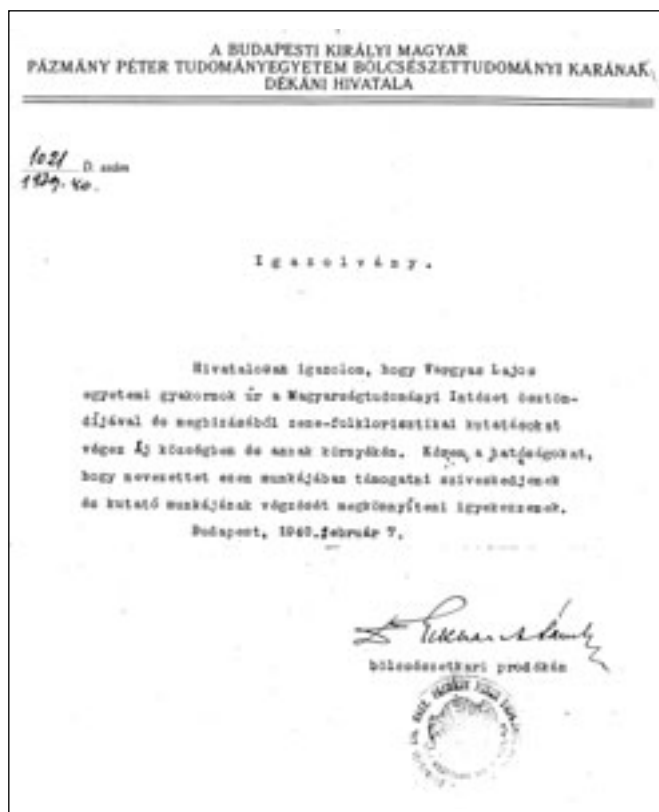 A BUDAPESTI KIRÁLYI MAGYAR
PÁZMÁNY PÉTER TUDOMÁNYEGYETEM BÖLCSÉSZETTUDOMÁNYI KARÁNAK
DÉKÁNI HIVATALA
1021 D. szám
1939.40.
Igazolvány.
Hivatalosan igazolom, hogy Vargyas Lajos
egyetemi gyakornok úr a Magyarságtudományi Intézet ösztön-
díjával és megbízásából zene-folklorisztikai kutatásokat
végez Áj községben és annak környékén. Kérem a hatóságokat,
hogy nevezettet ezen munkájában támogatni sziveskedjenek
és kutató munkájának végzését megkönnyíteni igyekezzenek.
Budapest, 1940.február 7.
bölcsészetkari prodékán